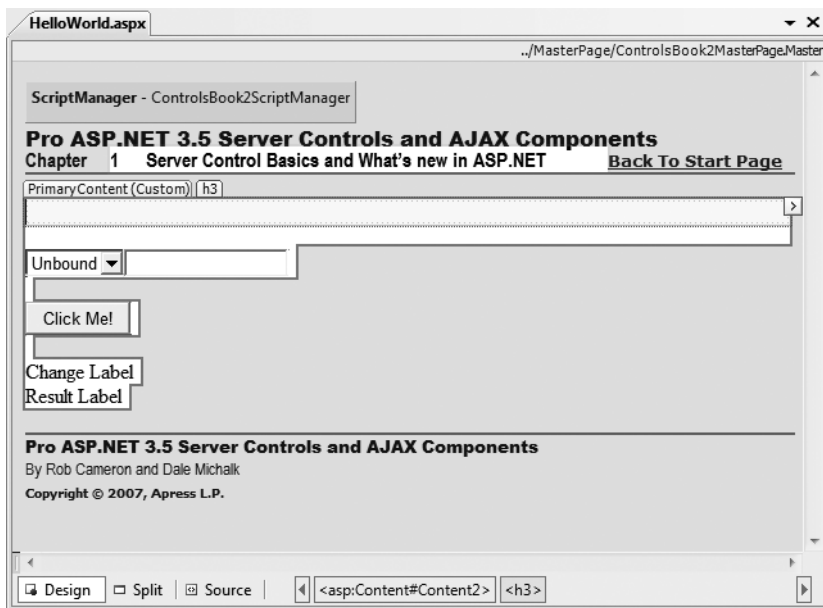 HelloWorld.aspx
../MasterPage/ControlsBook2MasterPage.Master
ScriptManager - ControlsBook2ScriptManager
Pro ASP.NET 3.5 Server Controls and AJAX Components
Chapter 1 Server Control Basics and What's new in ASP.NET Back To Start Page
PrimaryContent (Custom) h3
Unbound
Click Me!
Change Label
Result Label
Pro ASP.NET 3.5 Server Controls and AJAX Components
By Rob Cameron and Dale Michalk
Copyright © 2007, Apress L.P.
Design Split Source <asp:Content#Content2> <h3>